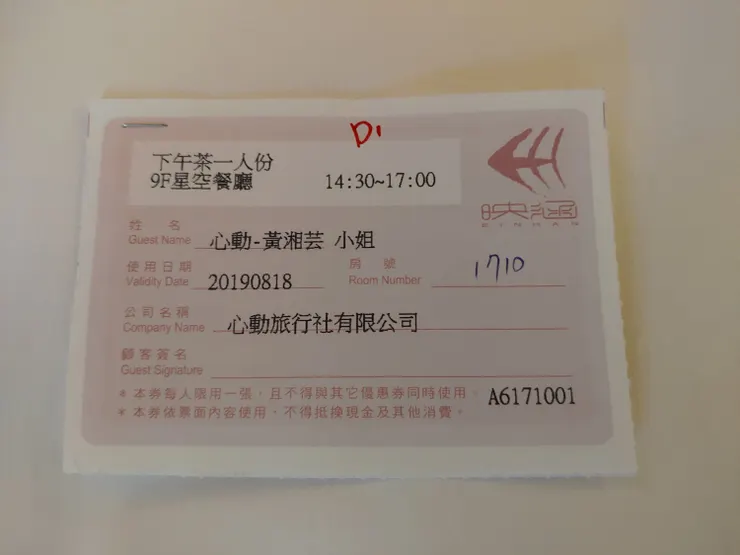 D1
下午茶一人份
9F星空餐廳 14:30~17:00
映涵
姓 名
Guest Name 心動-黃湘芸 小姐
使用日期 房 號
Validity Date 20190818 Room Number 1710
公司名稱
Company Name 心動旅行社有限公司
顧客簽名
Guest Signature
* 本券每人限用一張，且不得與其它優惠券同時使用。 A6171001
* 本券依票面內容使用，不得抵換現金及其他消費。